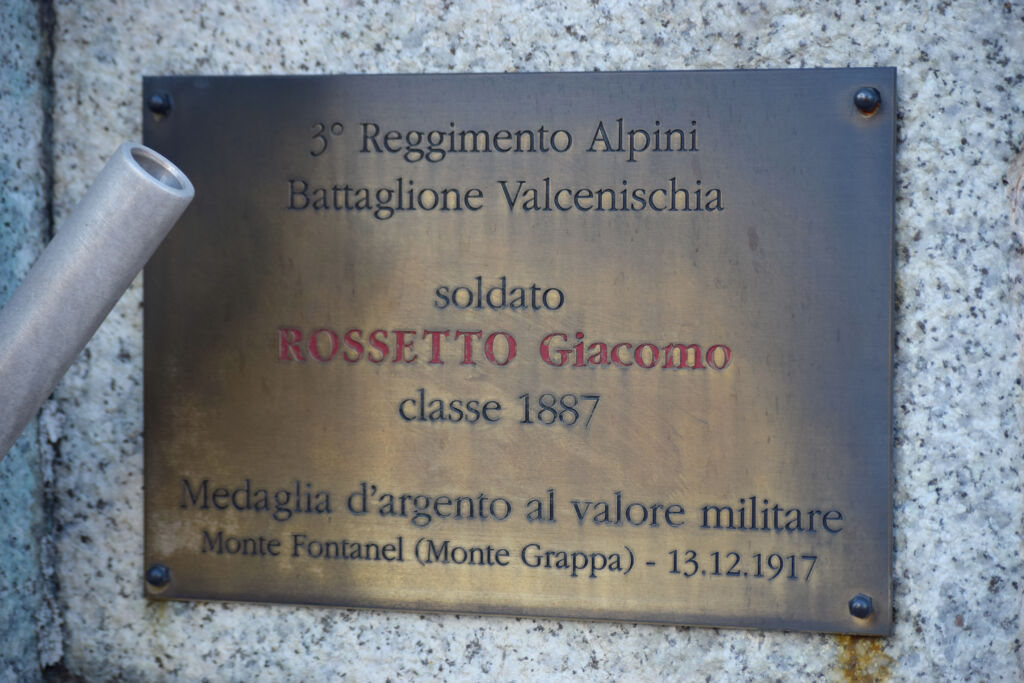 3° Reggimento Alpini
Battaglione Valcenischia
soldato
ROSSETTO Giacomo
classe 1887
Medaglia d'argento al valore militare
Monte Fontanel (Monte Grappa) - 13.12.1917